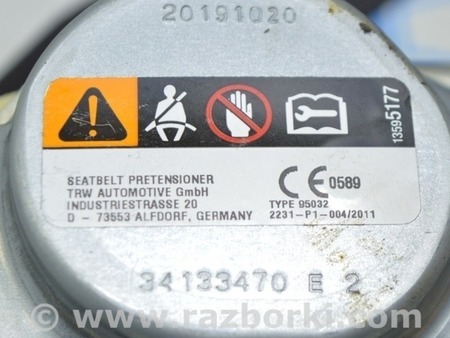 20191020
13595177
SEATBELT PRETENSIONER
TRW AUTOMOTIVE GmbH
INDUSTRIESTRASSE 20
D - 73553 ALFDORF, GERMANY
CE 0589
TYPE 95032
2231-P1-004/2011
34133470 E 2
© www.razborki.com